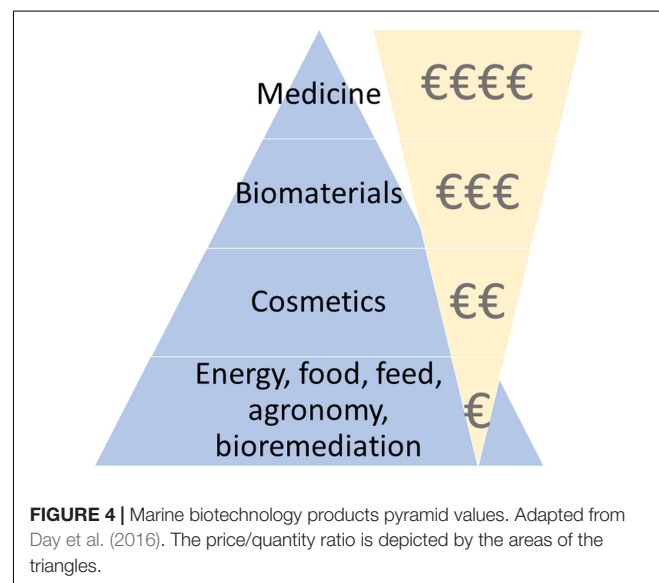 Medicine €€€€
Biomaterials €€€
Cosmetics €€
Energy, food, feed,
agronomy, €
bioremediation
FIGURE 4 | Marine biotechnology products pyramid values. Adapted from
Day et al. (2016). The price/quantity ratio is depicted by the areas of the
triangles.